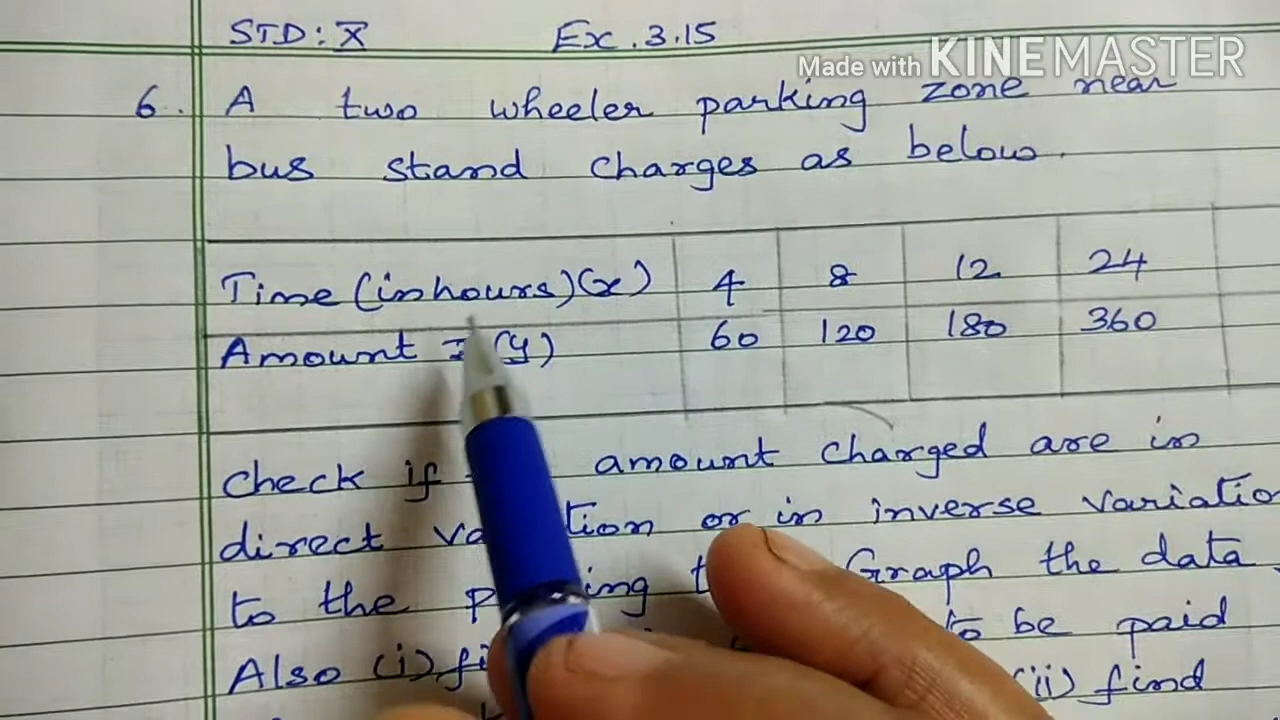 STD: X Ex. 3.15
Made with KINEMASTER
6. A two wheeler parking zone near
bus stand charges as below.
Time (in hours) (x) 4 8 12 24
Amount ₹ (y) 60 120 180 360
check if amount charged are in
direct or in inverse
to the Graph the data.
Also (i) to be paid
(ii) find